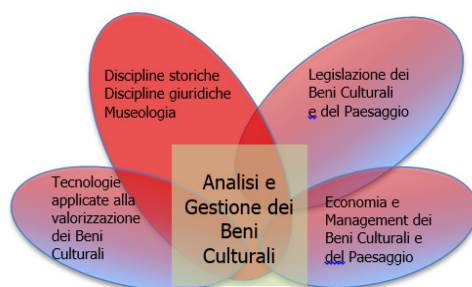 Discipline storiche
Discipline giuridiche
Museologia
Legislazione dei
Beni Culturali
e del Paesaggio
Tecnologie
applicate alla
valorizzazione
dei Beni
Culturali
Analisi e
Gestione dei
Beni
Culturali
Economia e
Management dei
Beni Culturali e
del Paesaggio